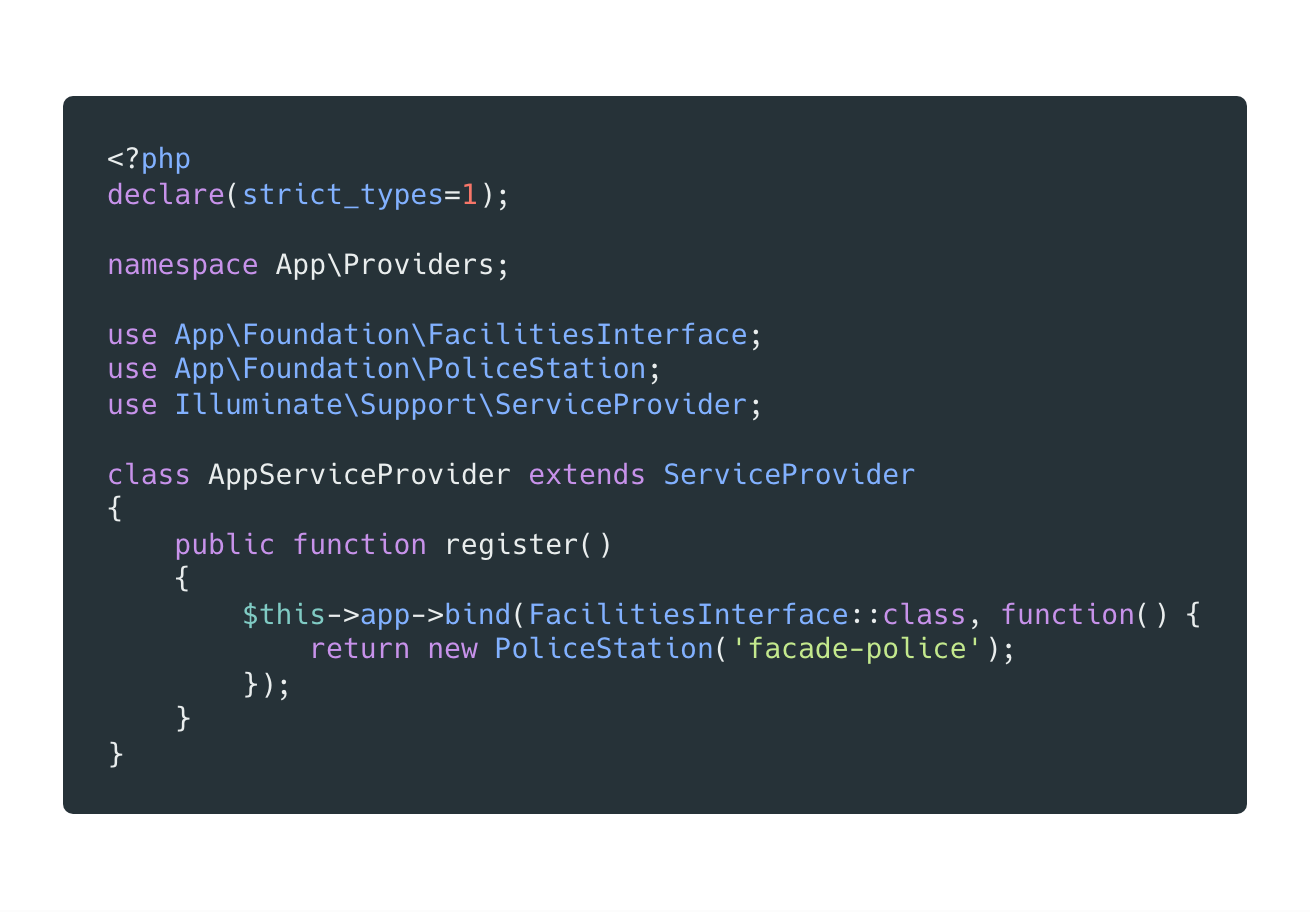 <?php
declare(strict_types=1);

namespace App\Providers;

use App\Foundation\FacilitiesInterface;
use App\Foundation\PoliceStation;
use Illuminate\Support\ServiceProvider;

class AppServiceProvider extends ServiceProvider
{
    public function register()
    {
        $this->app->bind(FacilitiesInterface::class, function() {
            return new PoliceStation('facade-police');
        });
    }
}